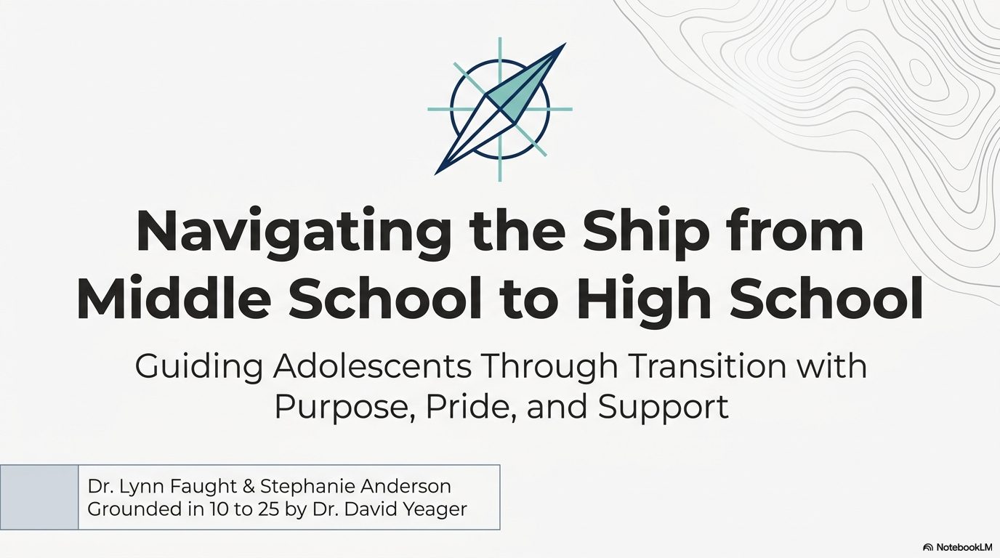 Navigating the Ship from
Middle School to High School
Guiding Adolescents Through Transition with
Purpose, Pride, and Support
Dr. Lynn Faught & Stephanie Anderson
Grounded in 10 to 25 by Dr. David Yeager
NotebookLM